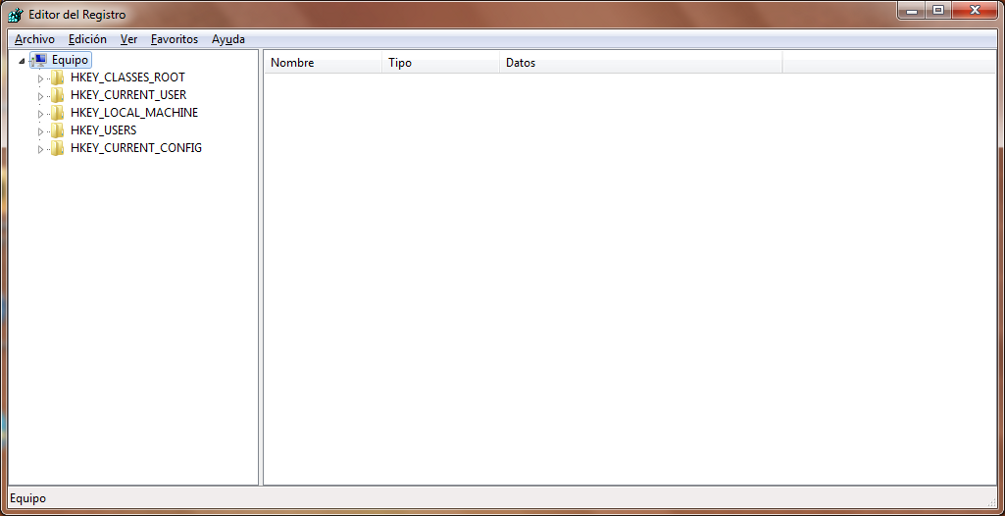 Editor del Registro
Archivo Edición Ver Favoritos Ayuda
Equipo
HKEY_CLASSES_ROOT
HKEY_CURRENT_USER
HKEY_LOCAL_MACHINE
HKEY_USERS
HKEY_CURRENT_CONFIG
Nombre Tipo Datos
Equipo